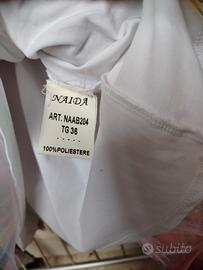 NAIDA
ART. NAAB204
TG 36
- - - - -
100%POLIESTERE
subito